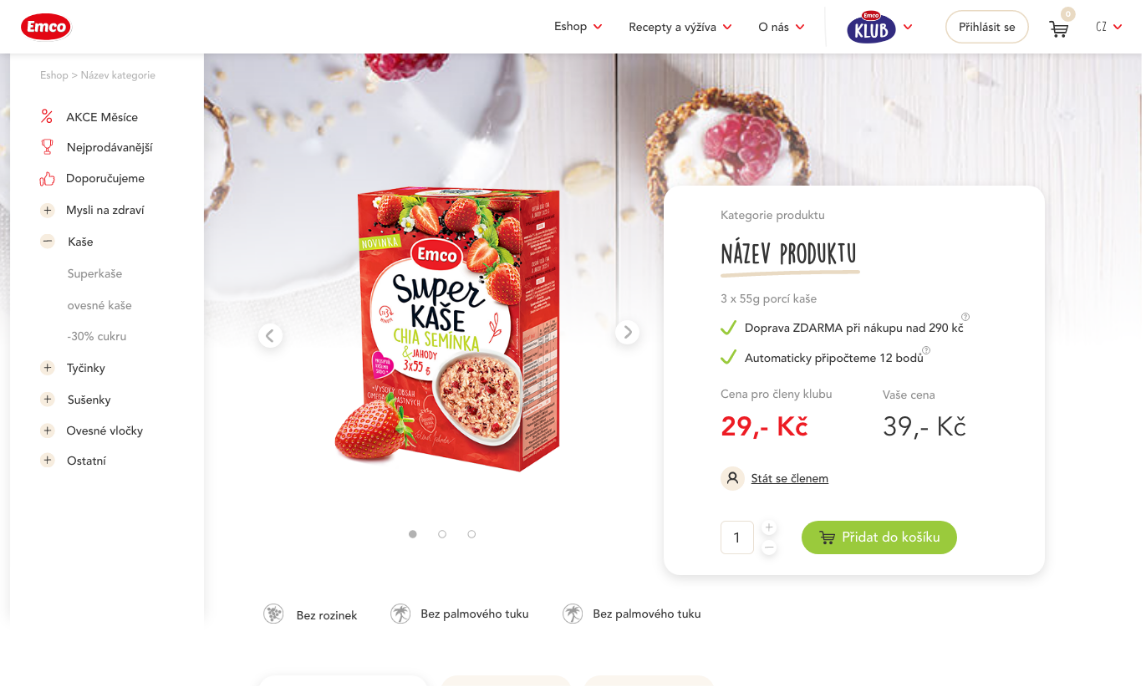 Emco
Eshop
Recepty a výživa
O nás
Emco
KLUB
Přihlásit se
0
CZ
Eshop > Název kategorie
AKCE Měsíce
Nejprodávanější
Doporučujeme
Mysli na zdraví
Kaše
Superkaše
ovesné kaše
-30% cukru
Tyčinky
Sušenky
Ovesné vločky
Ostatní
NOVINKA
Emco
Super
KAŠE
CHIA SEMÍNKA
& JAHODY
3x55 g
Kategorie produktu
NÁZEV PRODUKTU
3 x 55g porcí kaše
Doprava ZDARMA při nákupu nad 290 kč
Automaticky připočteme 12 bodů
Cena pro členy klubu
Vaše cena
29,- Kč
39,- Kč
Stát se členem
1
Přidat do košíku
Bez rozinek
Bez palmového tuku
Bez palmového tuku